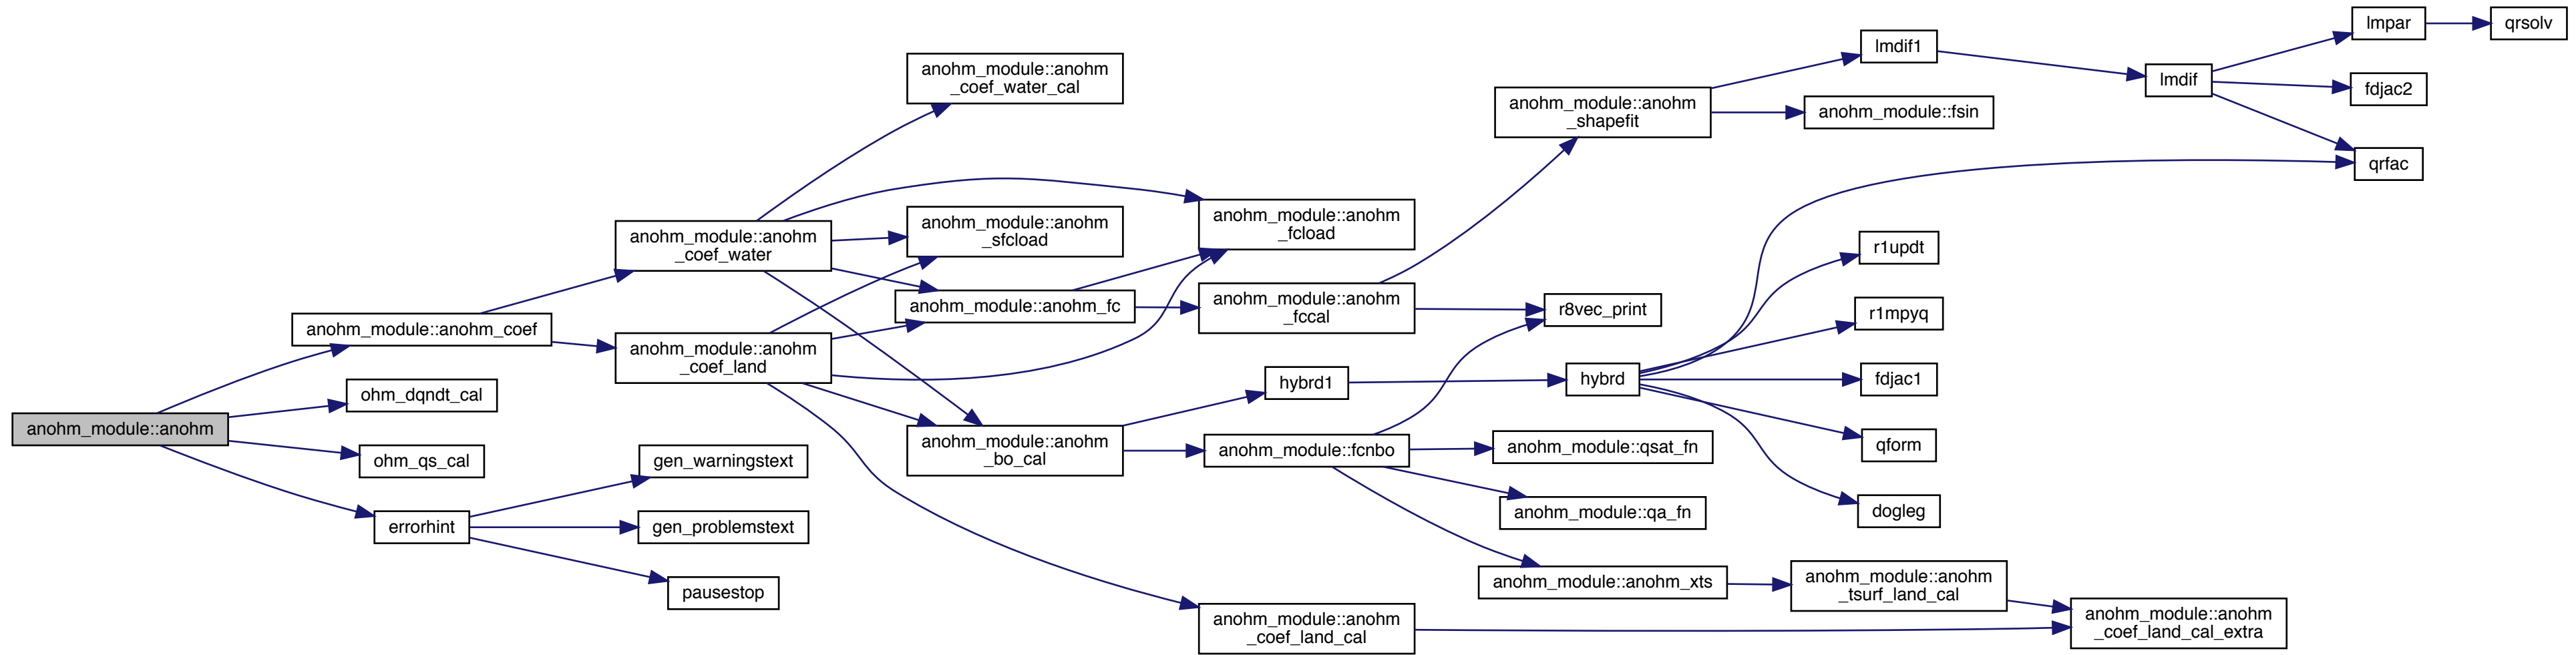 anohm_module::anohm
anohm_module::anohm_coef
ohm_dqndt_cal
ohm_qs_cal
errorhint
anohm_module::anohm
_coef_water
anohm_module::anohm
_coef_land
gen_warningstext
gen_problemstext
pausestop
anohm_module::anohm
_coef_water_cal
anohm_module::anohm
_sfcload
anohm_module::anohm_fc
anohm_module::anohm
_bo_cal
anohm_module::anohm
_fcload
anohm_module::anohm
_fccal
hybrd1
anohm_module::fcnbo
anohm_module::anohm
_coef_land_cal
anohm_module::anohm
_shapefit
r8vec_print
hybrd
anohm_module::qsat_fn
anohm_module::qa_fn
anohm_module::anohm_xts
lmdif1
anohm_module::fsin
r1updt
r1mpyq
fdjac1
qform
dogleg
anohm_module::anohm
_tsurf_land_cal
lmdif
anohm_module::anohm
_coef_land_cal_extra
lmpar
fdjac2
qrfac
qrsolv